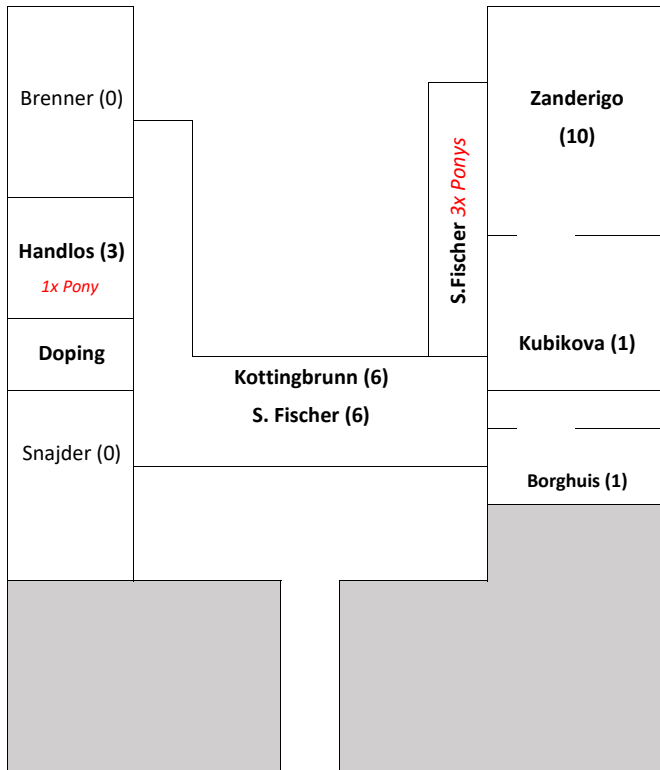 Brenner (0)
Handlos (3)
1x Pony
Doping
Snajder (0)
Kottingbrunn (6)
S. Fischer (6)
S.Fischer 3x Ponys
Zanderigo
(10)
Kubikova (1)
Borghuis (1)